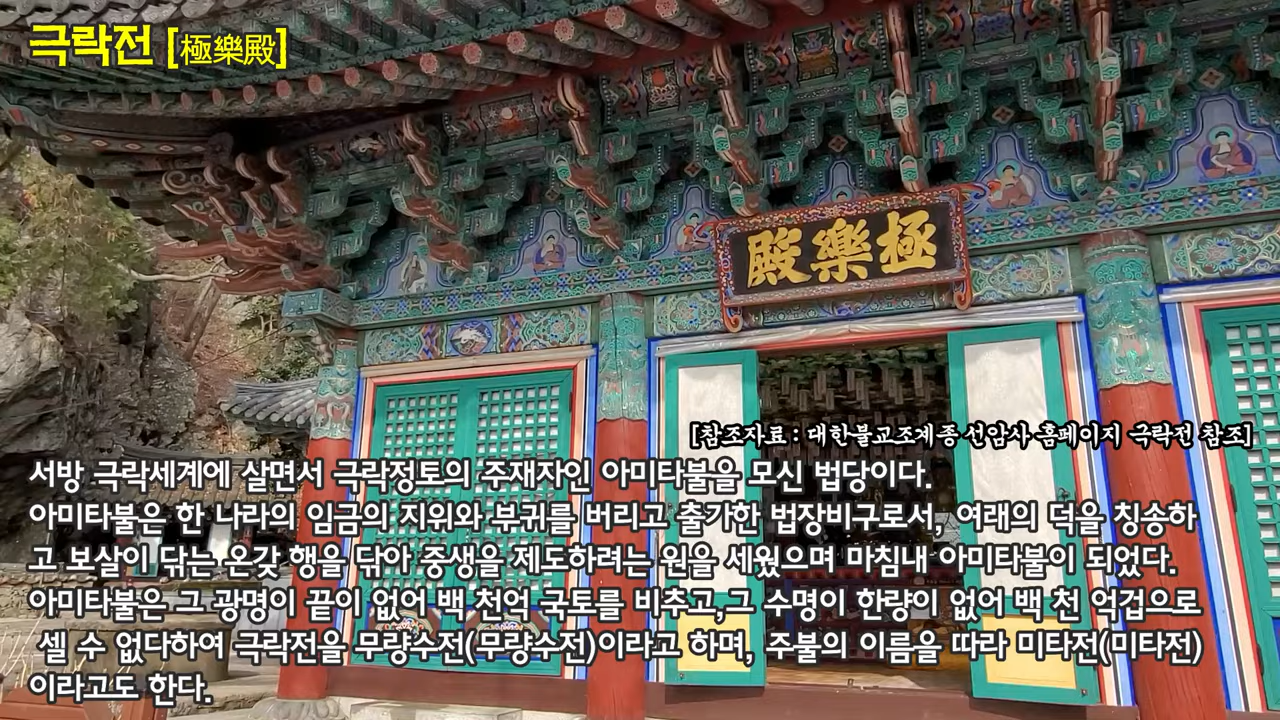 극락전 [極樂殿]
殿樂極
[참조자료 : 대한불교조계종 선암사 홈페이지 극락전 참조]
서방 극락세계에 살면서 극락정토의 주재자인 아미타불을 모신 법당이다.
아미타불은 한 나라의 임금의 지위와 부귀를 버리고 출가한 법장비구로서, 여래의 덕을 칭송하
고 보살이 닦는 온갖 행을 닦아 중생을 제도하려는 원을 세웠으며 마침내 아미타불이 되었다.
아미타불은 그 광명이 끝이 없어 백 천억 국토를 비추고,그 수명이 한량이 없어 백 천 억겁으로
셀 수 없다하여 극락전을 무량수전(무량수전)이라고 하며, 주불의 이름을 따라 미타전(미타전)
이라고도 한다.